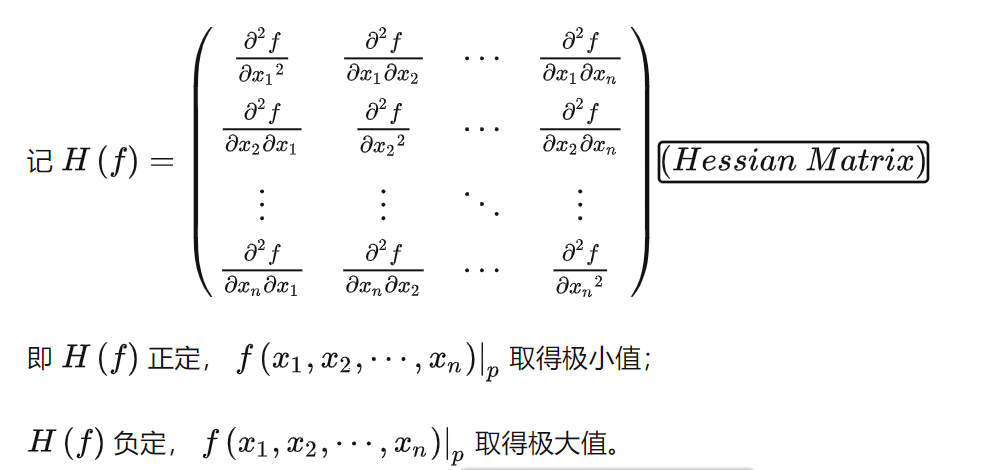 记 $H(f) = \begin{pmatrix} \frac{\partial^2 f}{\partial {x_1}^2} & \frac{\partial^2 f}{\partial x_1 \partial x_2} & \cdots & \frac{\partial^2 f}{\partial x_1 \partial x_n} \\ \frac{\partial^2 f}{\partial x_2 \partial x_1} & \frac{\partial^2 f}{\partial {x_2}^2} & \cdots & \frac{\partial^2 f}{\partial x_2 \partial x_n} \\ \vdots & \vdots & \ddots & \vdots \\ \frac{\partial^2 f}{\partial x_n \partial x_1} & \frac{\partial^2 f}{\partial x_n \partial x_2} & \cdots & \frac{\partial^2 f}{\partial {x_n}^2} \end{pmatrix} \boxed{(Hessian\ Matrix)}$
即 $H(f)$ 正定， $f(x_1, x_2, \cdots, x_n)|_p$ 取得极小值；
$H(f)$ 负定， $f(x_1, x_2, \cdots, x_n)|_p$ 取得极大值。